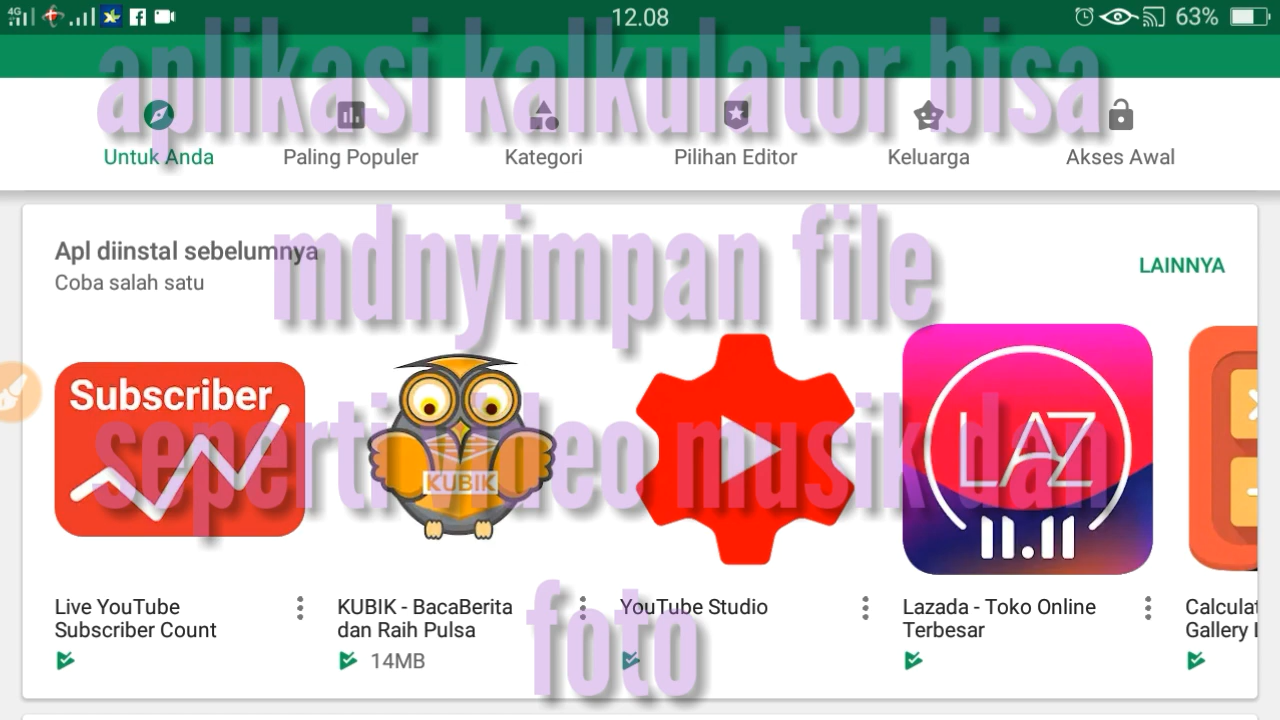 4G
12.08
63%
aplikasi kalkulator bisa
Untuk Anda
Paling Populer
Kategori
Pilihan Editor
Keluarga
Akses Awal
mdnyimpan file
Apl diinstal sebelumnya
Coba salah satu
LAINNYA
seperti video musik dan
Subscriber
KUBIK
LAZ
11.11
foto
Live YouTube
Subscriber Count
KUBIK - BacaBerita
dan Raih Pulsa
14MB
YouTube Studio
Lazada - Toko Online
Terbesar
Gallery